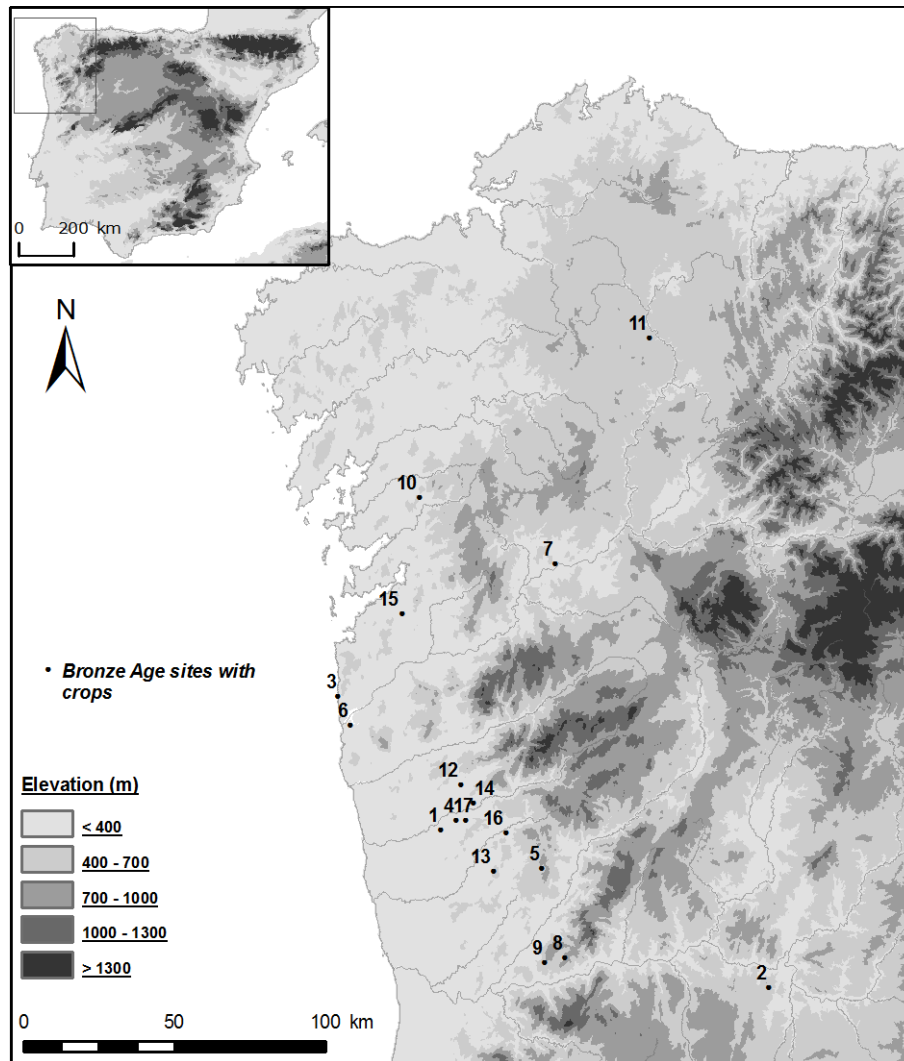 0 200 km
N
11
10
7
15
• Bronze Age sites with
crops
3
6
12
14
4 17
1
16
13
5
9 8
2
Elevation (m)
< 400
400 - 700
700 - 1000
1000 - 1300
> 1300
0 50 100 km